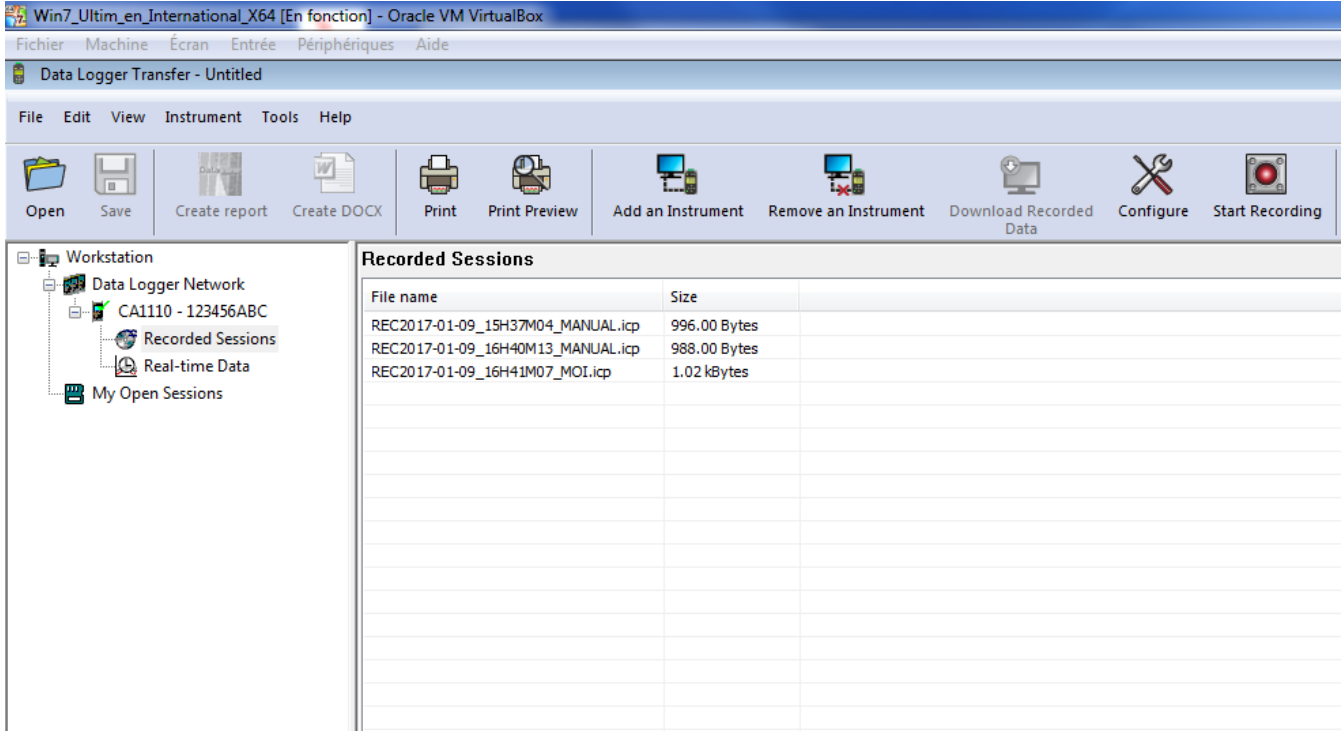 Win7_Ultim_en_International_X64 [En fonction] - Oracle VM VirtualBox
Fichier Machine Écran Entrée Périphériques Aide
Data Logger Transfer - Untitled
File Edit View Instrument Tools Help
Open Save Create report Create DOCX Print Print Preview Add an Instrument Remove an Instrument Download Recorded Data Configure Start Recording
Workstation
Data Logger Network
CA1110 - 123456ABC
Recorded Sessions
Real-time Data
My Open Sessions
Recorded Sessions
File name Size
REC2017-01-09_15H37M04_MANUAL.icp 996.00 Bytes
REC2017-01-09_16H40M13_MANUAL.icp 988.00 Bytes
REC2017-01-09_16H41M07_MOI.icp 1.02 kBytes